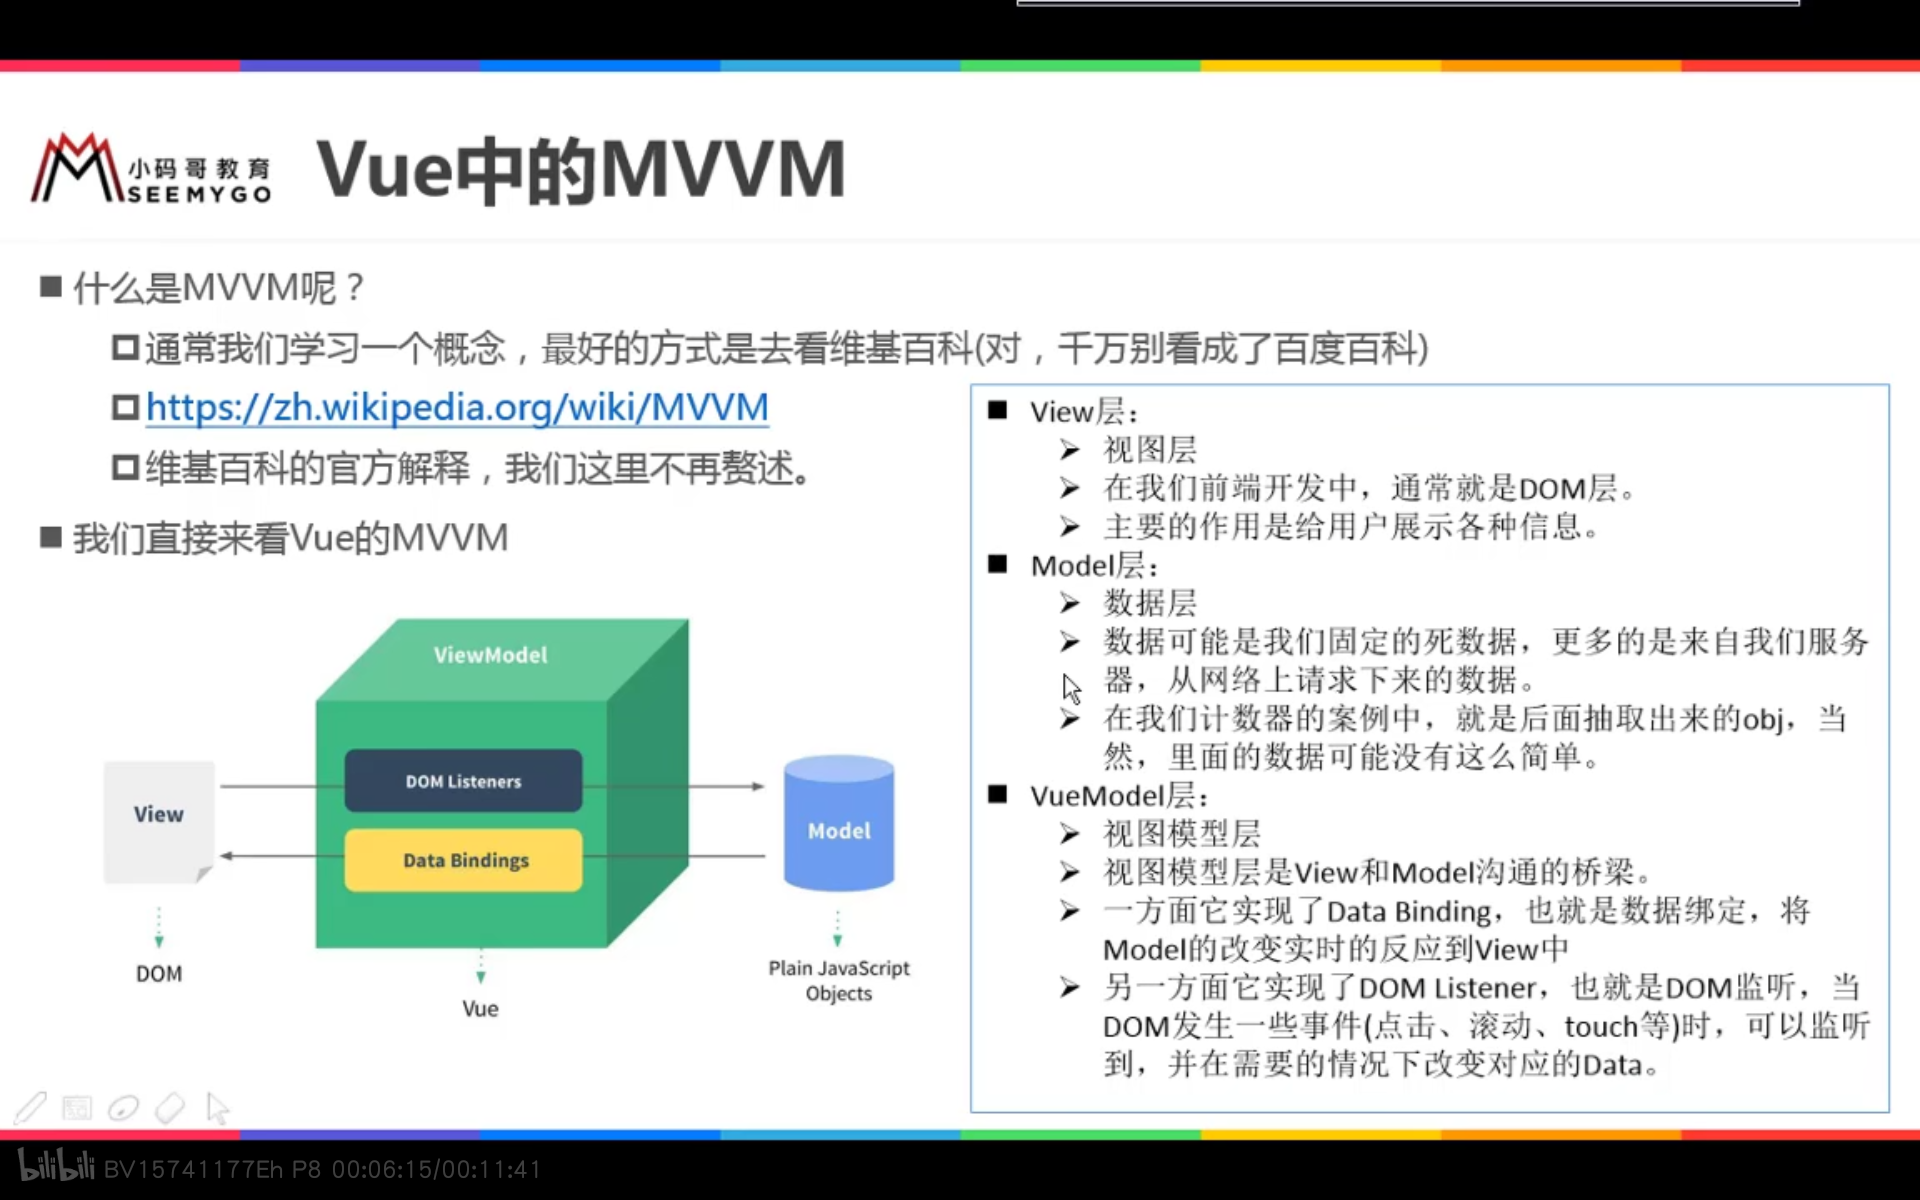 小码哥教育
SEEMYGO
Vue中的MVVM
什么是MVVM呢？
通常我们学习一个概念，最好的方式是去看维基百科(对，千万别看成了百度百科)
https://zh.wikipedia.org/wiki/MVVM
维基百科的官方解释，我们这里不再赘述。
我们直接来看Vue的MVVM
ViewModel
DOM Listeners
Data Bindings
View
Model
DOM
Vue
Plain JavaScript
Objects
View层：
视图层
在我们前端开发中，通常就是DOM层。
主要的作用是给用户展示各种信息。
Model层：
数据层
数据可能是我们固定的死数据，更多的是来自我们服务
器，从网络上请求下来的数据。
在我们计数器的案例中，就是后面抽取出来的obj，当
然，里面的数据可能没有这么简单。
VueModel层：
视图模型层
视图模型层是View和Model沟通的桥梁。
一方面它实现了Data Binding，也就是数据绑定，将
Model的改变实时的反应到View中
另一方面它实现了DOM Listener，也就是DOM监听，当
DOM发生一些事件(点击、滚动、touch等)时，可以监听
到，并在需要的情况下改变对应的Data。
bilibili BV15741177Eh P8 00:06:15/00:11:41